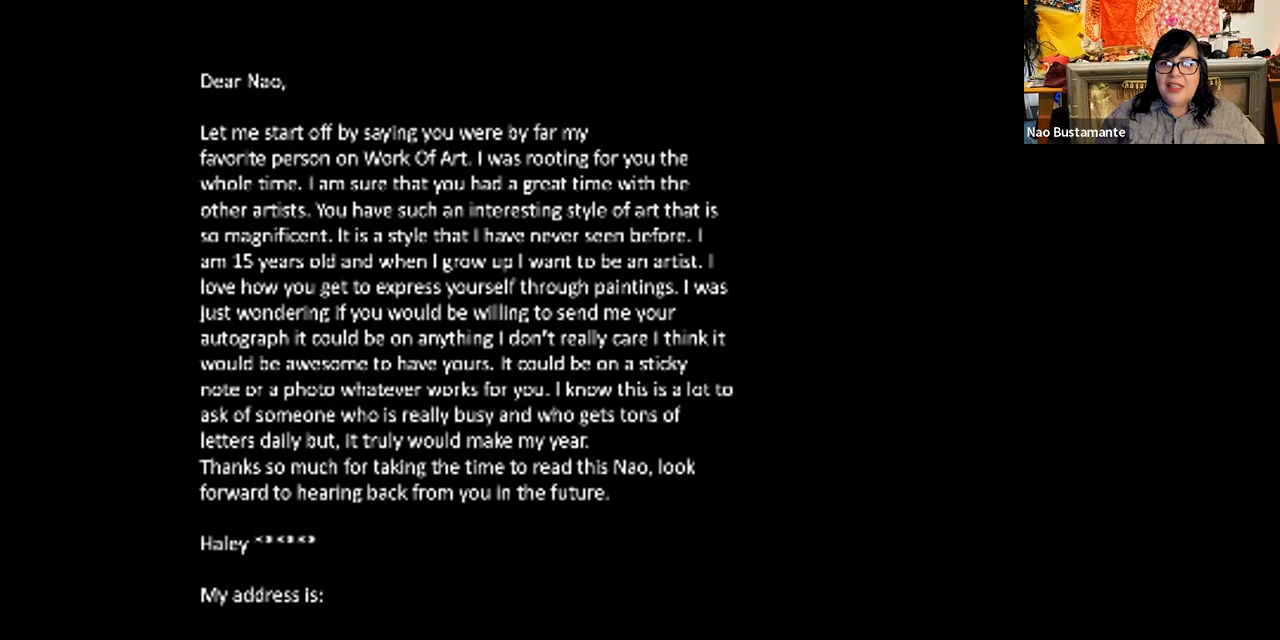 Dear Nao,
Let me start off by saying you were by far my
favorite person on Work Of Art. I was rooting for you the
whole time. I am sure that you had a great time with the
other artists. You have such an interesting style of art that is
so magnificent. It is a style that I have never seen before. I
am 15 years old and when I grow up I want to be an artist. I
love how you get to express yourself through paintings. I was
just wondering if you would be willing to send me your
autograph it could be on anything I don't really care I think it
would be awesome to have yours. It could be on a sticky
note or a photo whatever works for you. I know this is a lot to
ask of someone who is really busy and who gets tons of
letters daily but, it truly would make my year.
Thanks so much for taking the time to read this Nao, look
forward to hearing back from you in the future.
Haley ******
My address is:
Nao Bustamante